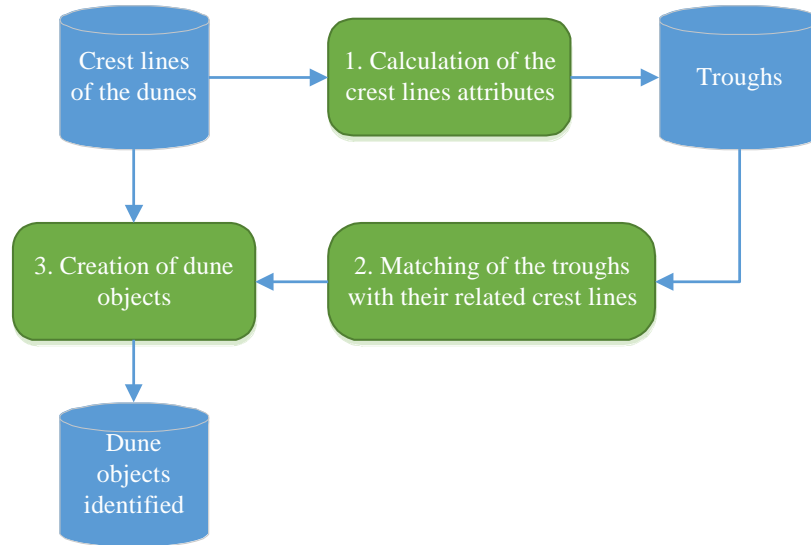 Crest lines
of the dunes
1. Calculation of the
crest lines attributes
Troughs
3. Creation of dune
objects
2. Matching of the troughs
with their related crest lines
Dune
objects
identified